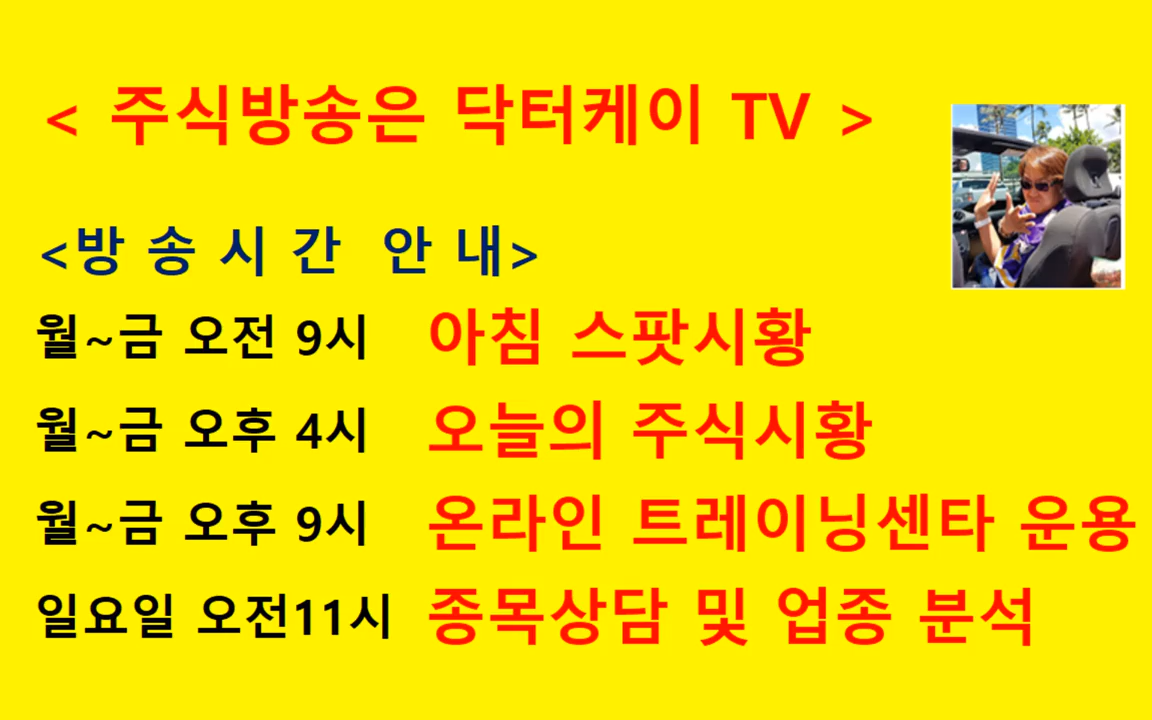 < 주식방송은 닥터케이 TV >
<방 송 시 간 안 내>
월~금 오전 9시 아침 스팟시황
월~금 오후 4시 오늘의 주식시황
월~금 오후 9시 온라인 트레이닝센타 운용
일요일 오전11시 종목상담 및 업종 분석